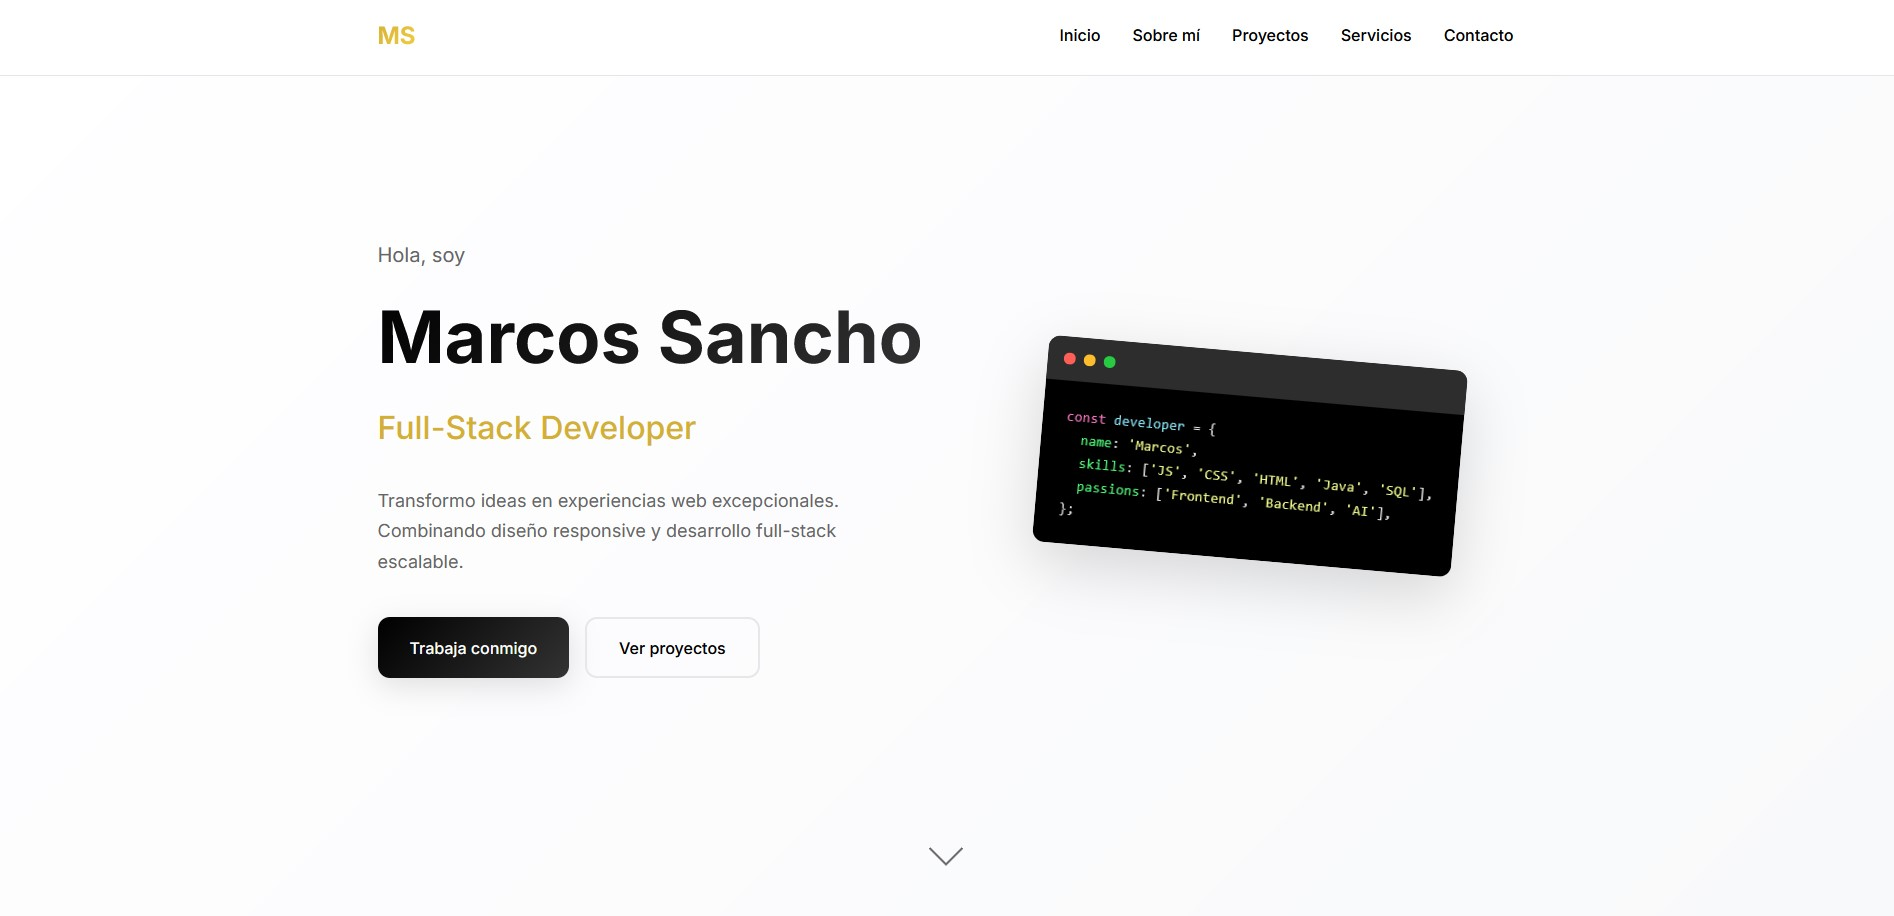 MS
Inicio
Sobre mí
Proyectos
Servicios
Contacto
Hola, soy
Marcos Sancho
Full-Stack Developer
Transformo ideas en experiencias web excepcionales.
Combinando diseño responsive y desarrollo full-stack
escalable.
Trabaja conmigo
Ver proyectos
const developer = {
  name: 'Marcos',
  skills: ['JS', 'CSS', 'HTML', 'Java', 'SQL'],
  passions: ['Frontend', 'Backend', 'AI'],
};